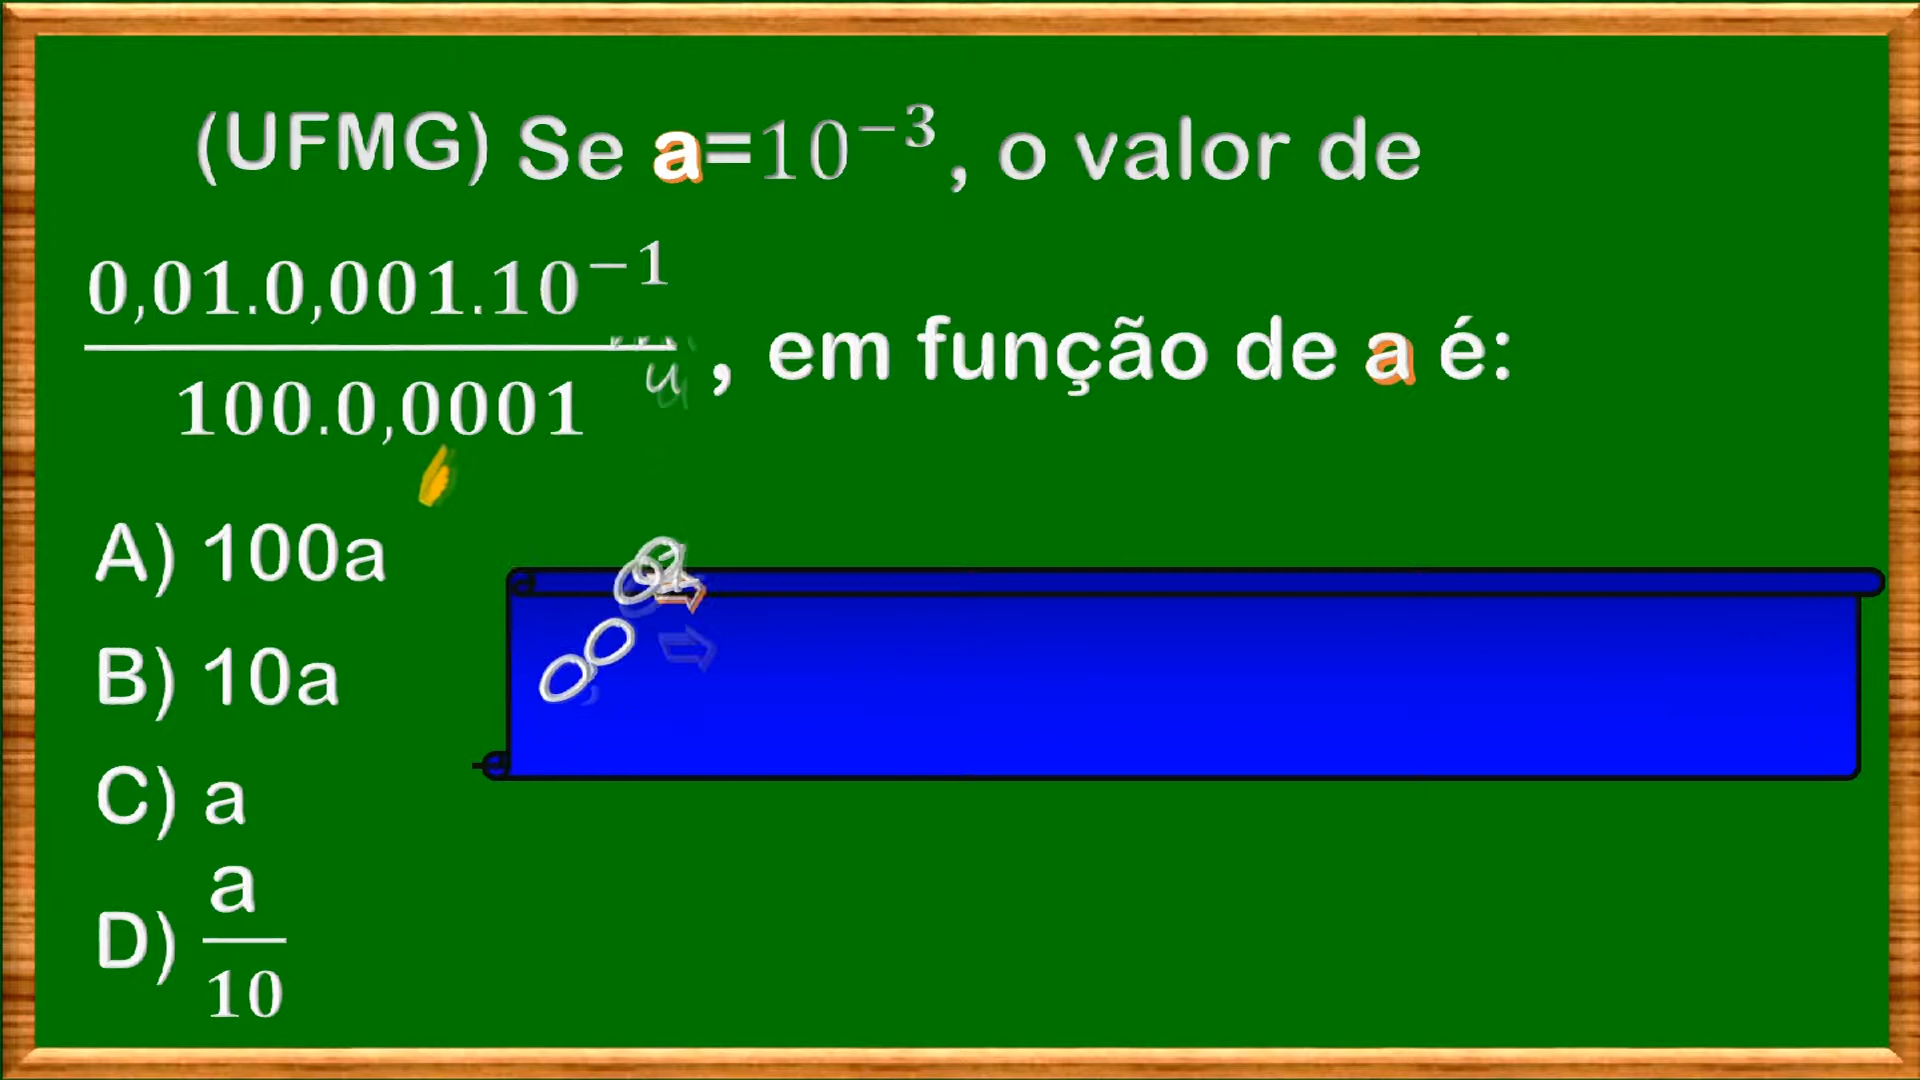 (UFMG) Se a=10⁻³, o valor de
0,01.0,001.10⁻¹
100.0,0001
, em função de a é:
A) 100a
B) 10a
C) a
D) a
10